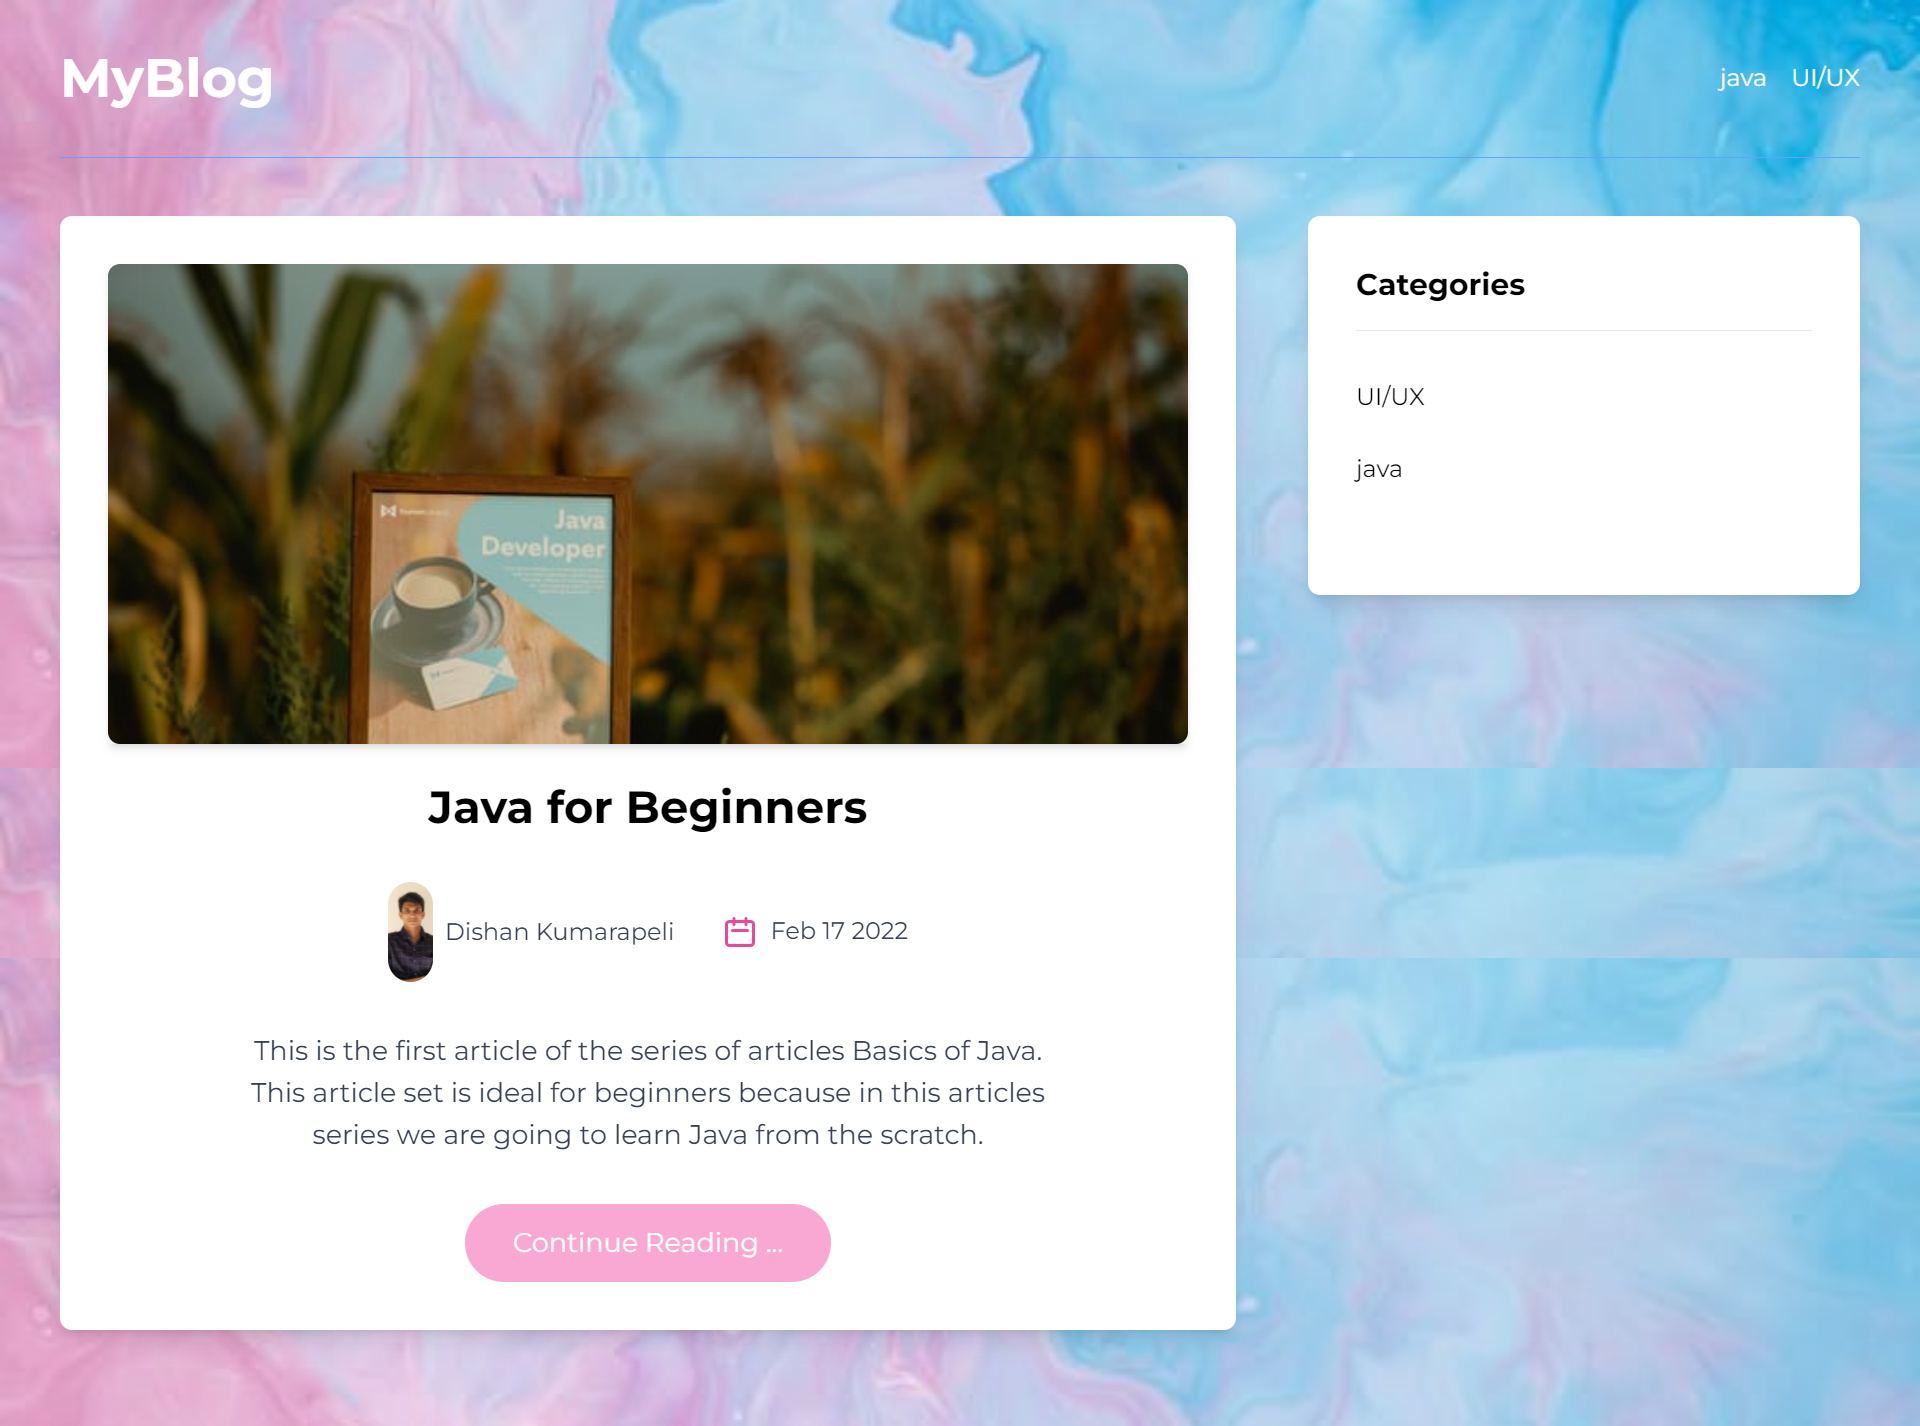 MyBlog
java UI/UX
Java
Developer
Java for Beginners
Dishan Kumarapeli
Feb 17 2022
This is the first article of the series of articles Basics of Java.
This article set is ideal for beginners because in this articles
series we are going to learn Java from the scratch.
Continue Reading ...
Categories
UI/UX
java